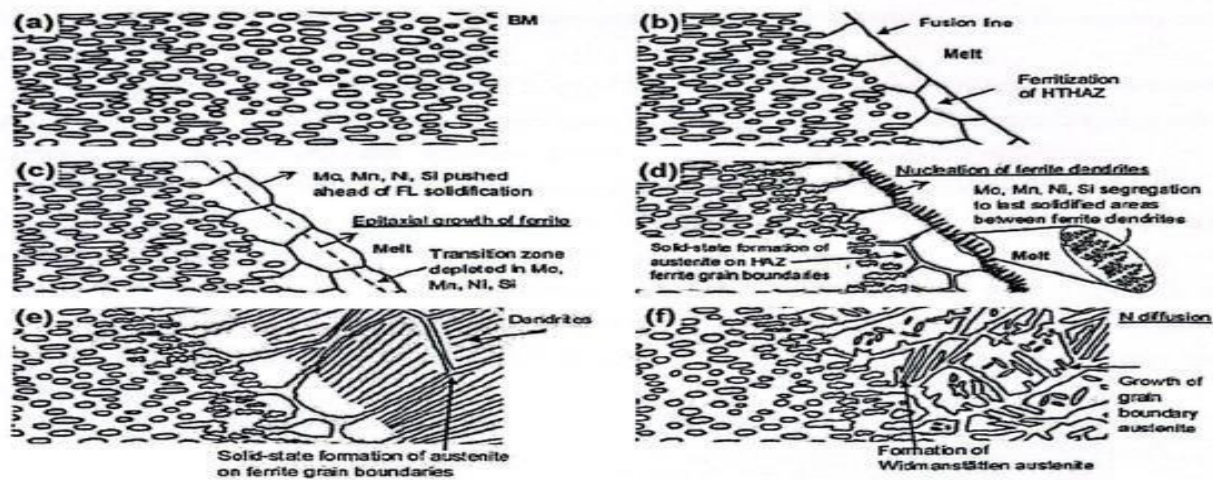 (a)
BM
(b)
Fusion line
Melt
Ferritization
of HTHAZ
(c)
Mo, Mn, Ni, Si pushed
ahead of FL solidification
Epitaxial growth of ferrite
Melt
Transition zone
depleted in Mo,
Mn, Ni, Si
(d)
Nucleation of ferrite dendrites
Mo, Mn, Ni, Si segregation
to last solidified areas
between ferrite dendrites
Solid-state formation of
austenite on HAZ
ferrite grain boundaries
Melt
(e)
Dendrites
Solid-state formation of austenite
on ferrite grain boundaries
(f)
N diffusion
Growth of
grain
boundary
austenite
Formation of
Widmanstätten austenite